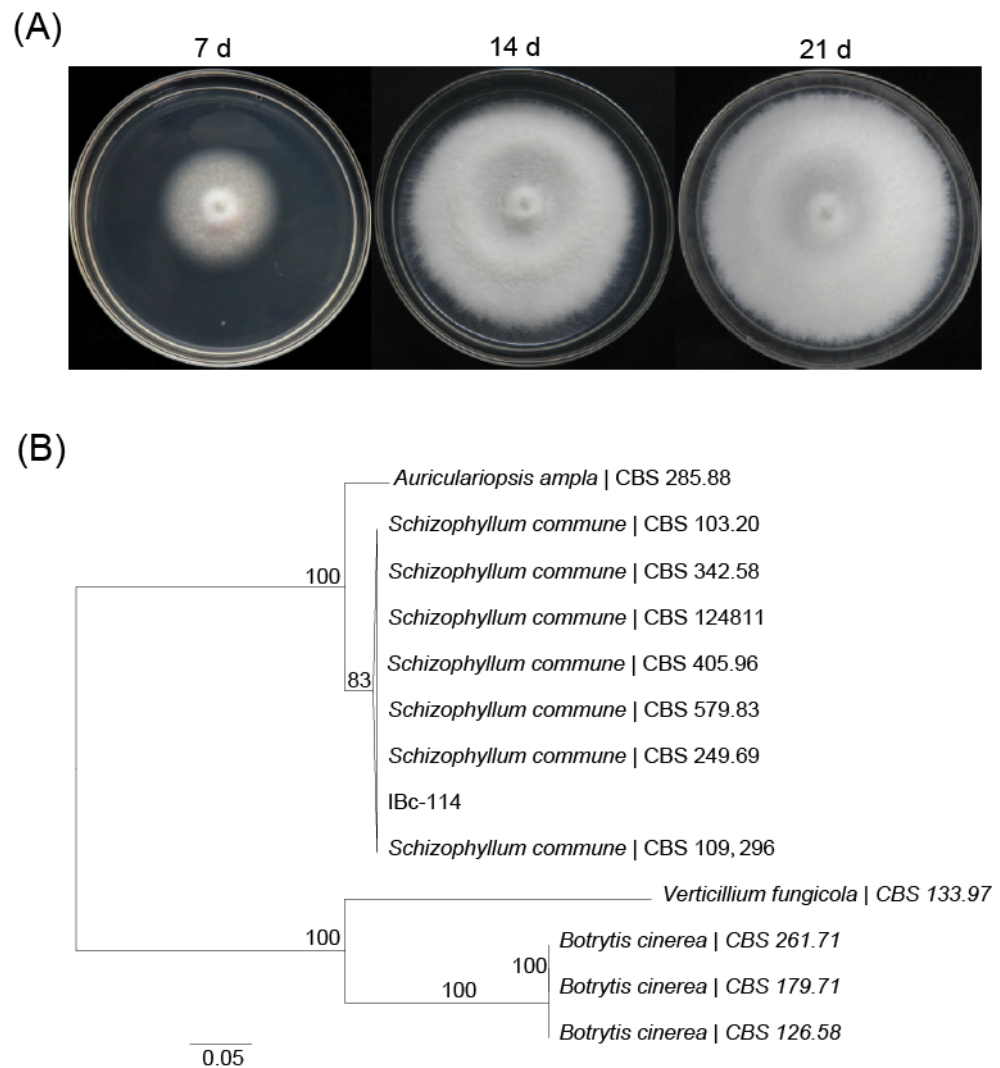 (A)
7 d
14 d
21 d
(B)
Auriculariopsis ampla | CBS 285.88
Schizophyllum commune | CBS 103.20
Schizophyllum commune | CBS 342.58
Schizophyllum commune | CBS 124811
100
Schizophyllum commune | CBS 405.96
83
Schizophyllum commune | CBS 579.83
Schizophyllum commune | CBS 249.69
IBc-114
Schizophyllum commune | CBS 109, 296
Verticillium fungicola | CBS 133.97
100
Botrytis cinerea | CBS 261.71
100
100
Botrytis cinerea | CBS 179.71
Botrytis cinerea | CBS 126.58
0.05